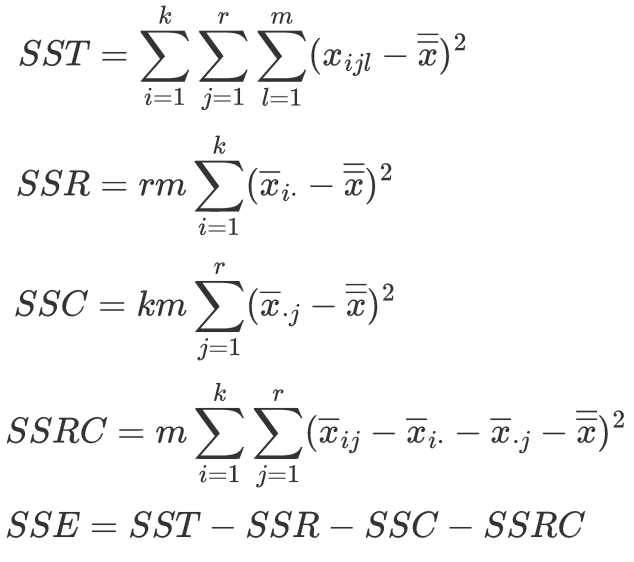 $SST = \sum_{i=1}^{k} \sum_{j=1}^{r} \sum_{l=1}^{m} (x_{ijl} - \overline{\overline{x}})^2$
$SSR = rm \sum_{i=1}^{k} (\overline{x}_{i\cdot} - \overline{\overline{x}})^2$
$SSC = km \sum_{j=1}^{r} (\overline{x}_{\cdot j} - \overline{\overline{x}})^2$
$SSRC = m \sum_{i=1}^{k} \sum_{j=1}^{r} (\overline{x}_{ij} - \overline{x}_{i\cdot} - \overline{x}_{\cdot j} - \overline{\overline{x}})^2$
$SSE = SST - SSR - SSC - SSRC$